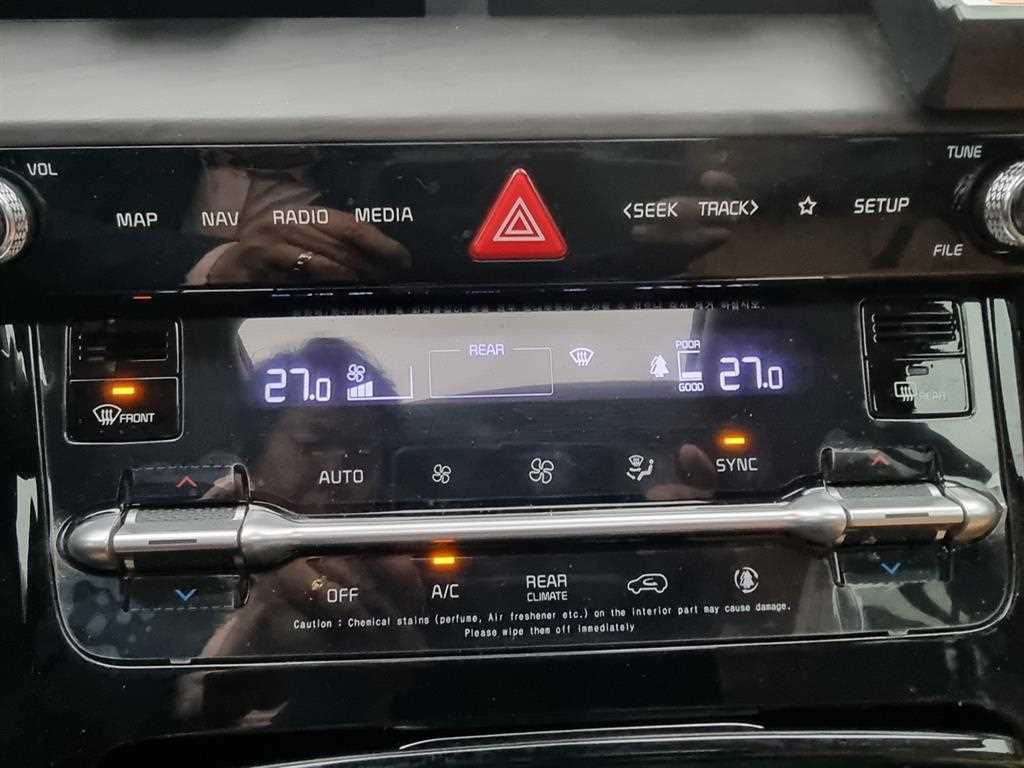 VOL
TUNE
MAP NAV RADIO MEDIA <SEEK TRACK> SETUP
FILE
REAR
POOR
27.0 27.0
GOOD
FRONT REAR
AUTO SYNC
OFF A/C REAR
CLIMATE
Caution : Chemical stains (perfume, Air freshener etc.) on the interior part may cause damage.
Please wipe them off immediately